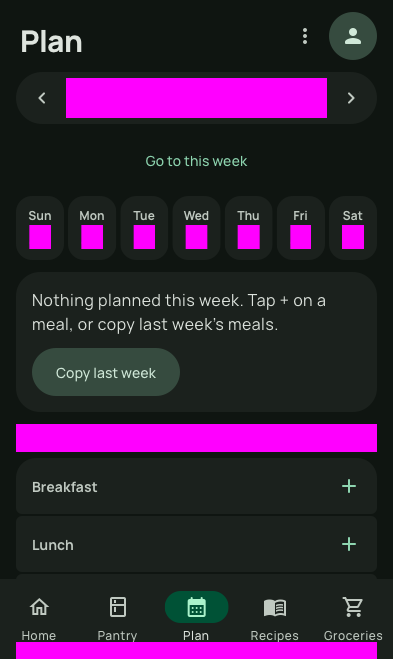 Plan
Go to this week
Sun Mon Tue Wed Thu Fri Sat
Nothing planned this week. Tap + on a
meal, or copy last week's meals.
Copy last week
Breakfast
Lunch
Home Pantry Plan Recipes Groceries